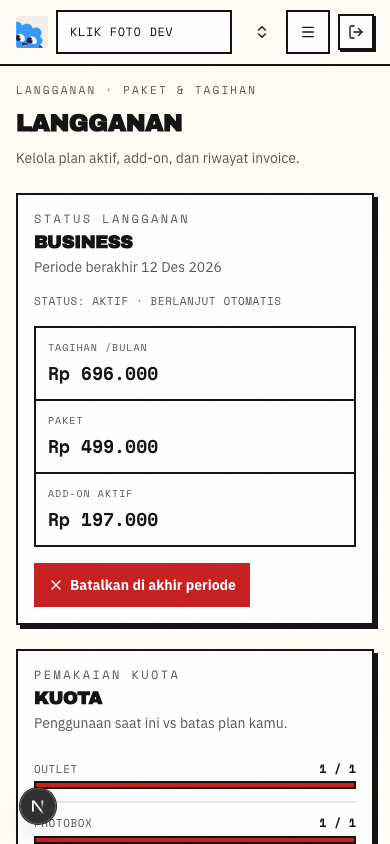 KLIK FOTO DEV
LANGGANAN · PAKET & TAGIHAN
LANGGANAN
Kelola plan aktif, add-on, dan riwayat invoice.
STATUS LANGGANAN
BUSINESS
Periode berakhir 12 Des 2026
STATUS: AKTIF · BERLANJUT OTOMATIS
TAGIHAN /BULAN
Rp 696.000
PAKET
Rp 499.000
ADD-ON AKTIF
Rp 197.000
Batalkan di akhir periode
PEMAKAIAN KUOTA
KUOTA
Penggunaan saat ini vs batas plan kamu.
OUTLET 1 / 1
N
PHOTOBOX 1 / 1